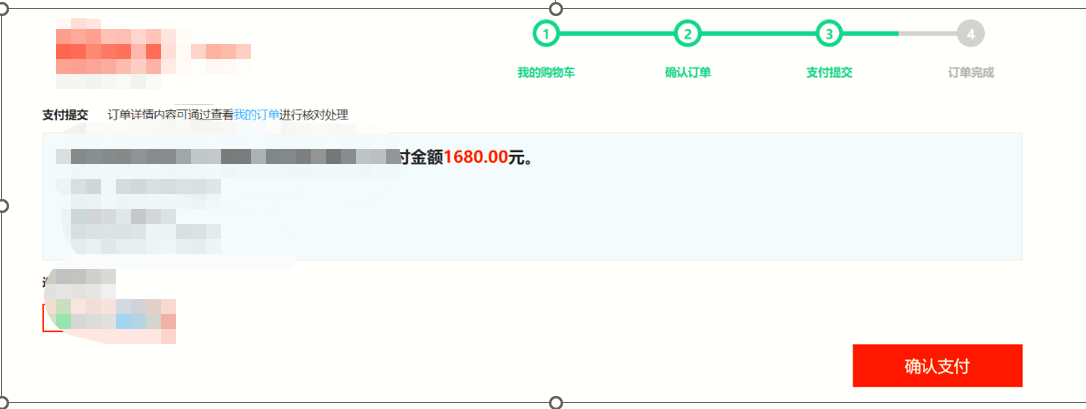 1 2 3 4
我的购物车 确认订单 支付提交 订单完成
支付提交 订单详情内容可通过查看我的订单进行核对处理
付金额1680.00元。
确认支付